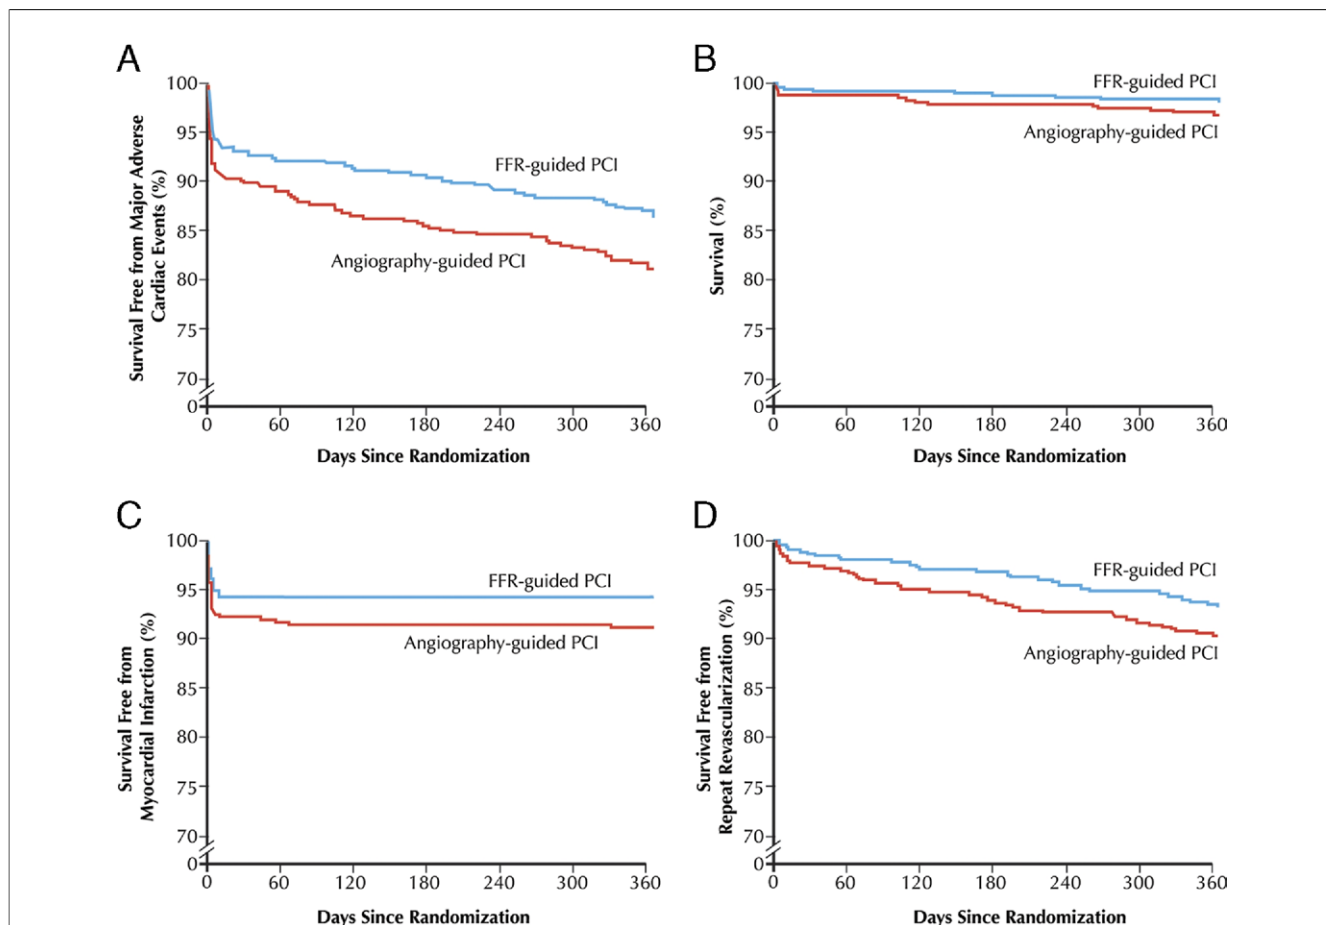 A
100
95
90
85
80
75
70
0
Survival Free from Major Adverse
Cardiac Events (%)
FFR-guided PCI
Angiography-guided PCI
0 60 120 180 240 300 360
Days Since Randomization
B
100
95
90
85
80
75
70
0
Survival (%)
FFR-guided PCI
Angiography-guided PCI
0 60 120 180 240 300 360
Days Since Randomization
C
100
95
90
85
80
75
70
0
Survival Free from
Myocardial Infarction (%)
FFR-guided PCI
Angiography-guided PCI
0 60 120 180 240 300 360
Days Since Randomization
D
100
95
90
85
80
75
70
0
Survival Free from
Repeat Revascularization (%)
FFR-guided PCI
Angiography-guided PCI
0 60 120 180 240 300 360
Days Since Randomization